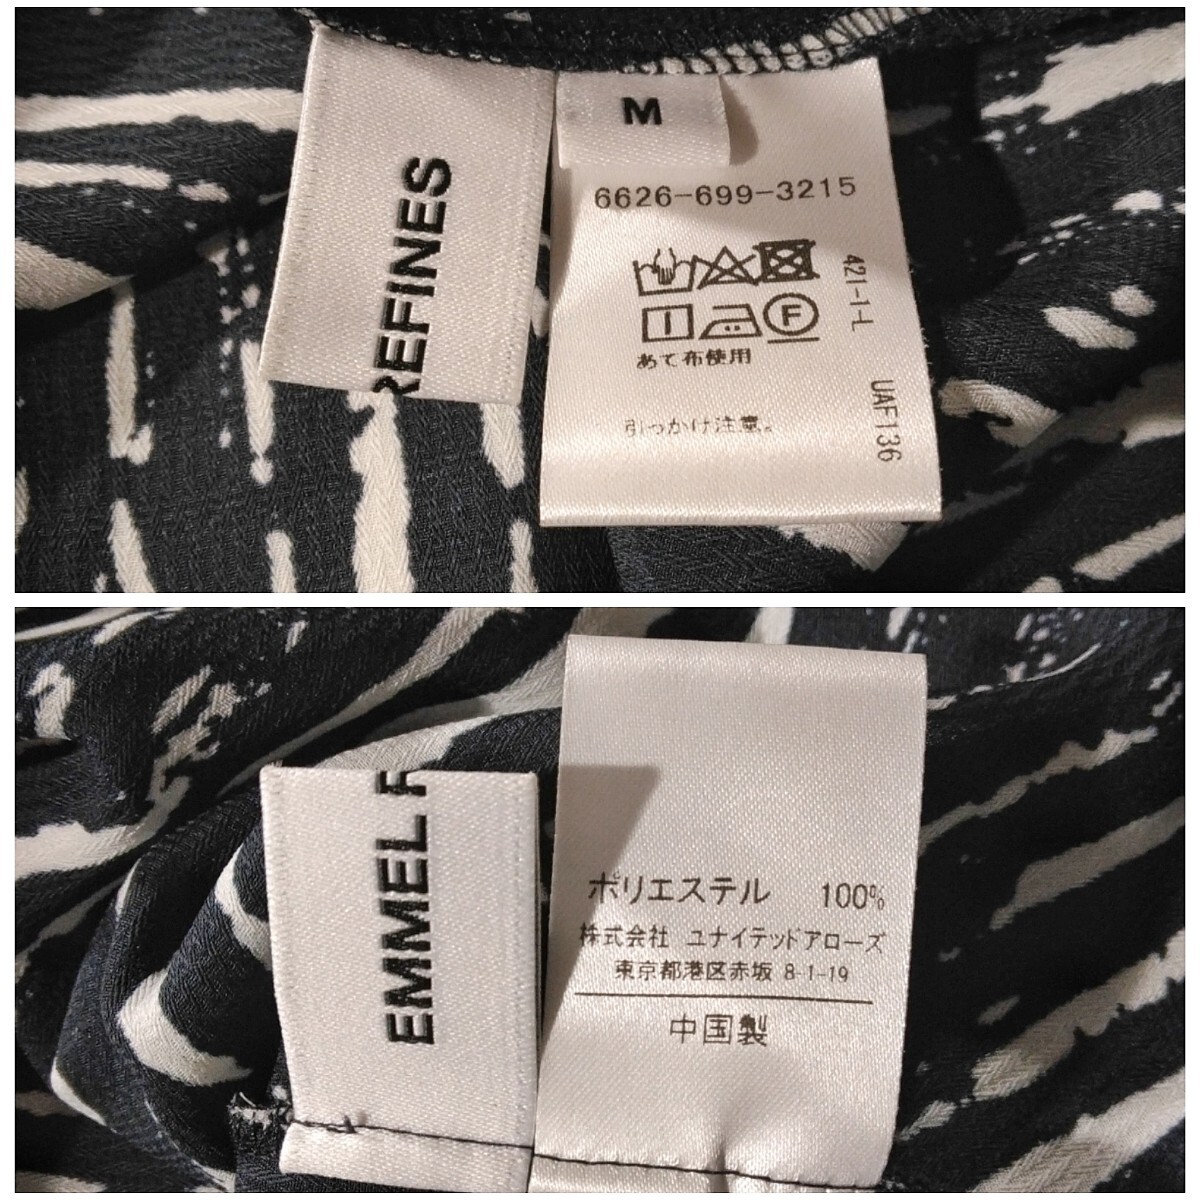 REFINES
M
6626-699-3215
あて布使用
引っかけ注意。
421-1-L
UAF136
EMMEL R
ポリエステル 100%
株式会社 ユナイテッドアローズ
東京都港区赤坂 8-1-19
中国製